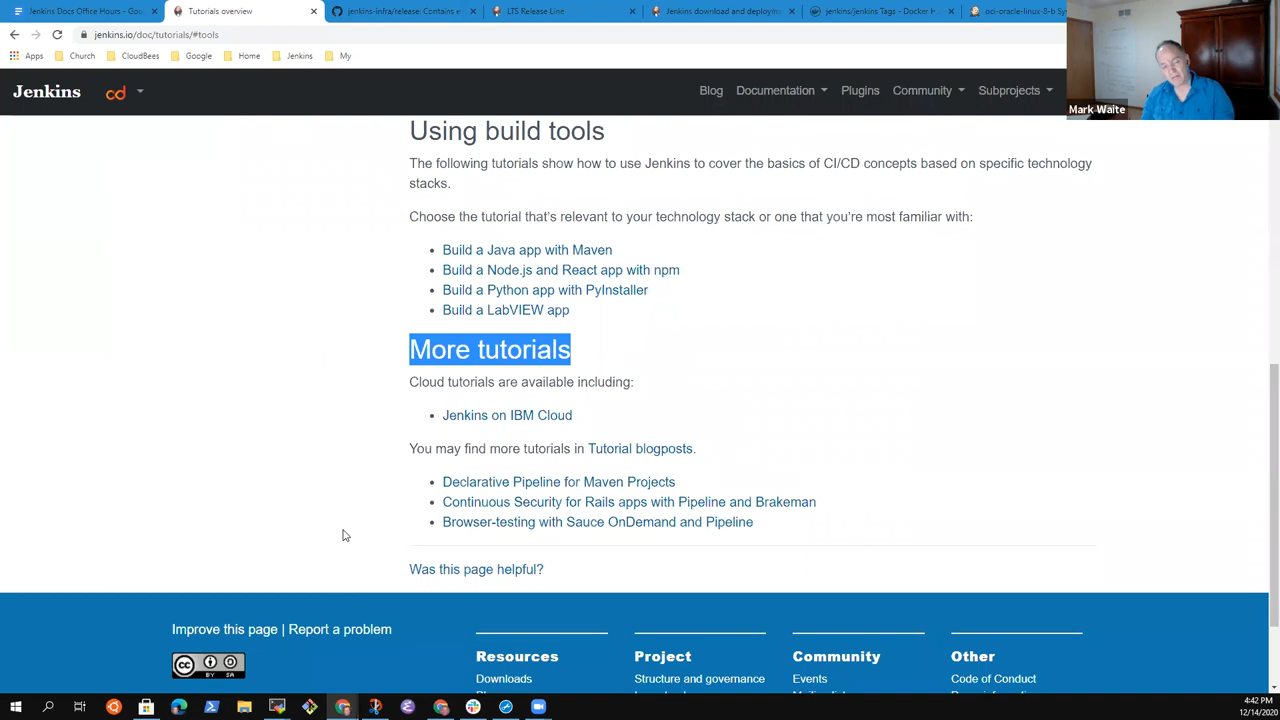 Jenkins Docs Office Hours - Goo
Tutorials overview
jenkins-infra/release: Contains e
LTS Release Line
Jenkins download and deploym
jenkins/jenkins Tags - Docker H
oci-oracle-linux-8-b Sy
jenkins.io/doc/tutorials/#tools
Apps
Church
CloudBees
Google
Home
Jenkins
My
Mark Waite
Jenkins
cd
Blog
Documentation
Plugins
Community
Subprojects
Using build tools
The following tutorials show how to use Jenkins to cover the basics of CI/CD concepts based on specific technology
stacks.
Choose the tutorial that's relevant to your technology stack or one that you're most familiar with:
• Build a Java app with Maven
• Build a Node.js and React app with npm
• Build a Python app with PyInstaller
• Build a LabVIEW app
More tutorials
Cloud tutorials are available including:
• Jenkins on IBM Cloud
You may find more tutorials in Tutorial blogposts.
• Declarative Pipeline for Maven Projects
• Continuous Security for Rails apps with Pipeline and Brakeman
• Browser-testing with Sauce OnDemand and Pipeline
Was this page helpful?
Improve this page | Report a problem
CC
BY SA
Resources
Downloads
Project
Structure and governance
Community
Events
Other
Code of Conduct
4:42 PM
12/14/2020